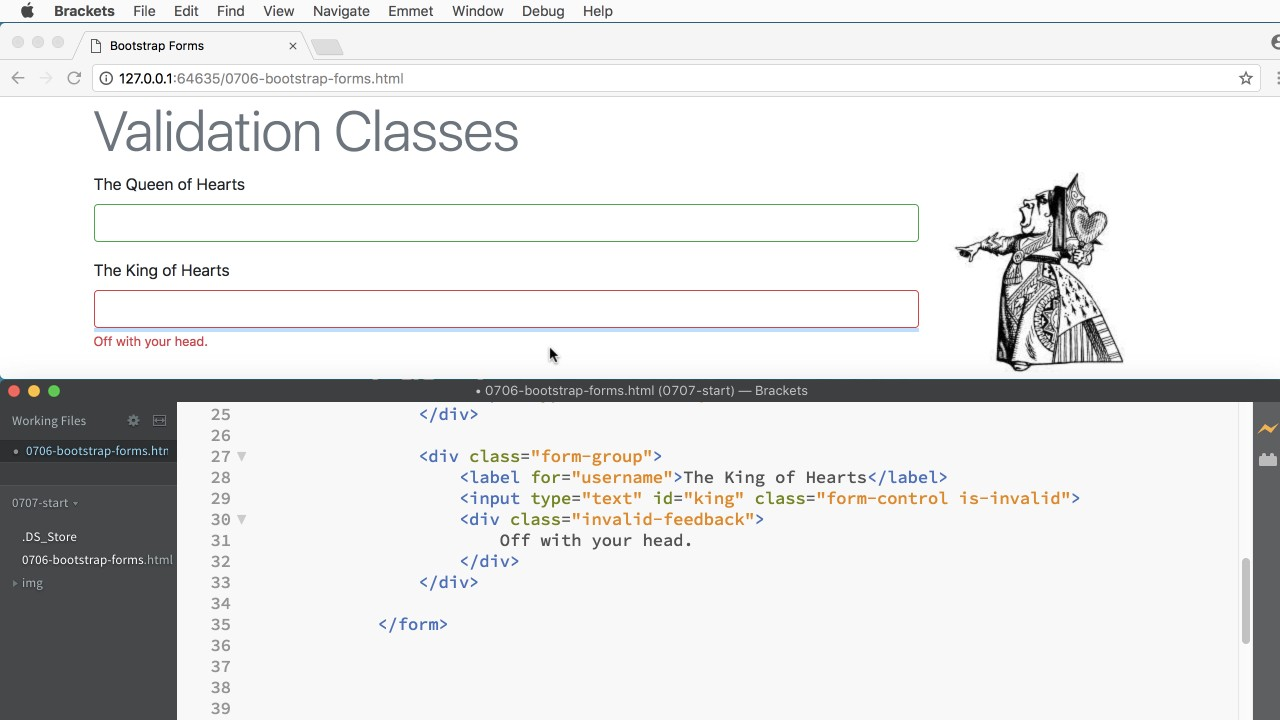 Brackets File Edit Find View Navigate Emmet Window Debug Help
Bootstrap Forms
127.0.0.1:64635/0706-bootstrap-forms.html
Validation Classes
The Queen of Hearts
The King of Hearts
Off with your head.
• 0706-bootstrap-forms.html (0707-start) — Brackets
Working Files
• 0706-bootstrap-forms.htm
0707-start
.DS_Store
0706-bootstrap-forms.html
img
25 </div>
26
27 <div class="form-group">
28 <label for="username">The King of Hearts</label>
29 <input type="text" id="king" class="form-control is-invalid">
30 <div class="invalid-feedback">
31 Off with your head.
32 </div>
33 </div>
34
35 </form>
36
37
38
39